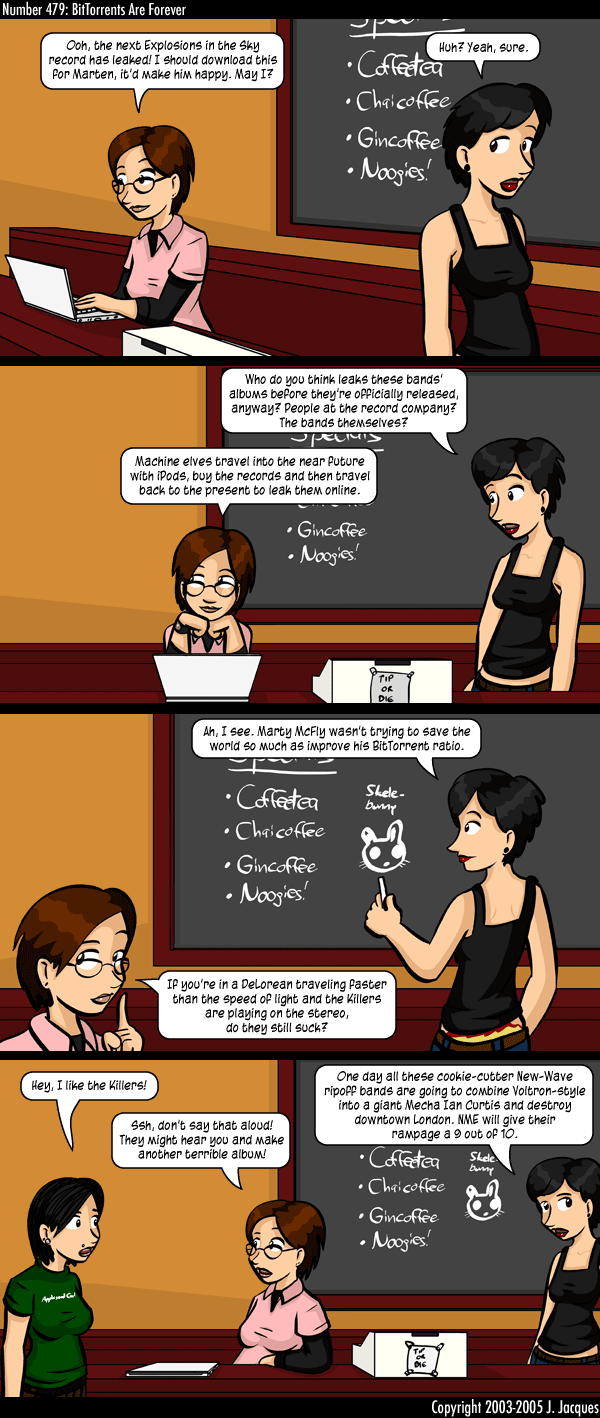 Number 479: BitTorrents Are Forever
Ooh, the next Explosions in the Sky
record has leaked! I should download this
for Marten, it'd make him happy. May I?
Huh? Yeah, sure.
Specials
• Coffeetea
• Chaicoffee
• Gincoffee
• Noogies!
Who do you think leaks these bands'
albums before they're officially released,
anyway? People at the record company?
The bands themselves?
Machine elves travel into the near future
with iPods, buy the records and then travel
back to the present to leak them online.
Specials
• Gincoffee
• Noogies!
TIP
OR
DIE
Ah, I see. Marty McFly wasn't trying to save the
world so much as improve his BitTorrent ratio.
Specials
• Coffeetea
• Chaicoffee
• Gincoffee
• Noogies!
Skele-
bunny
If you're in a DeLorean traveling faster
than the speed of light and the Killers
are playing on the stereo,
do they still suck?
Hey, I like the Killers!
Ssh, don't say that aloud!
They might hear you and make
another terrible album!
One day all these cookie-cutter New-Wave
ripoff bands are going to combine Voltron-style
into a giant Mecha Ian Curtis and destroy
downtown London. NME will give their
rampage a 9 out of 10.
• Coffeetea
• Chaicoffee
• Gincoffee
• Noogies!
Skele-
bunny
TIP
OR
DIE
Copyright 2003-2005 J. Jacques